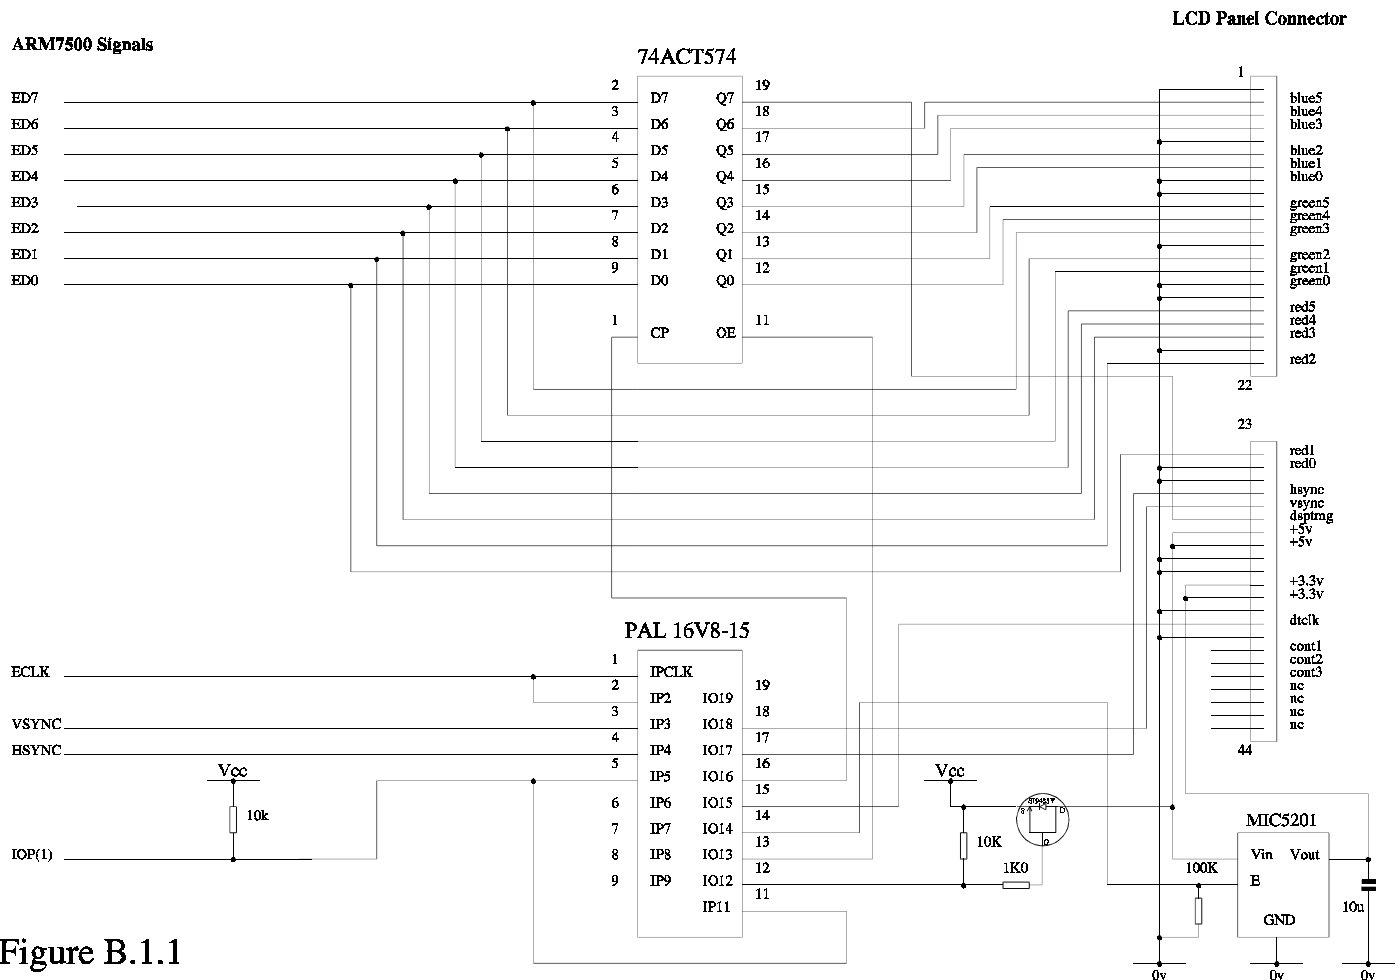 LCD Panel Connector
ARM7500 Signals
74ACT574
ED7
ED6
ED5
ED4
ED3
ED2
ED1
ED0
2
3
4
5
6
7
8
9
1
D7
D6
D5
D4
D3
D2
D1
D0
CP
Q7
Q6
Q5
Q4
Q3
Q2
Q1
Q0
OE
19
18
17
16
15
14
13
12
11
1
blue5
blue4
blue3
blue2
blue1
blue0
green5
green4
green3
green2
green1
green0
red5
red4
red3
red2
22
23
red1
red0
hsync
vsync
dsptmg
+5v
+5v
+3.3v
+3.3v
dtclk
cont1
cont2
cont3
nc
nc
nc
nc
44
PAL 16V8-15
ECLK
VSYNC
HSYNC
IOP(1)
Vcc
10k
1
2
3
4
5
6
7
8
9
IPCLK
IP2
IP3
IP4
IP5
IP6
IP7
IP8
IP9
IO19
IO18
IO17
IO16
IO15
IO14
IO13
IO12
IP11
19
18
17
16
15
14
13
12
11
Vcc
10K
1K0
S
D
G
100K
MIC5201
Vin
Vout
E
GND
10u
0v
0v
0v
Figure B.1.1